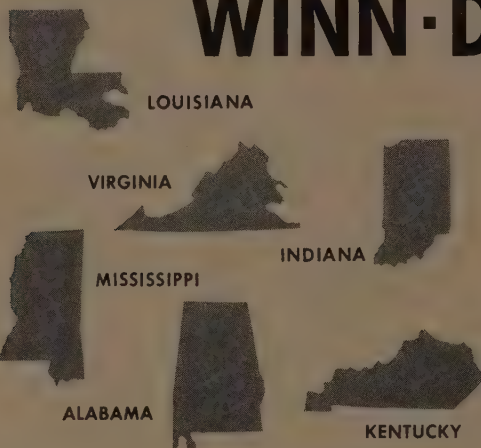 WINN·D
LOUISIANA
VIRGINIA
INDIANA
MISSISSIPPI
ALABAMA
KENTUCKY